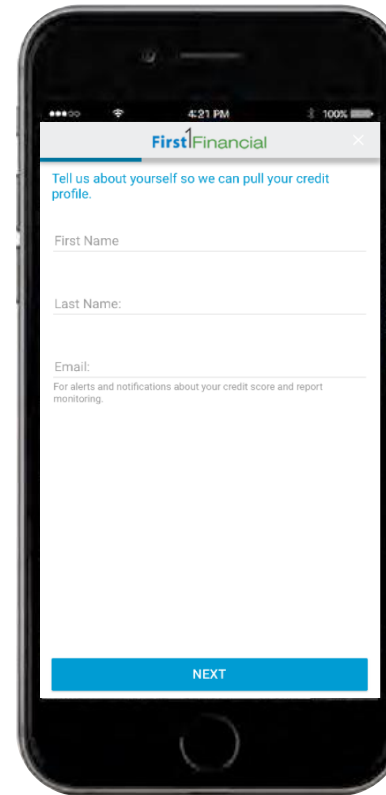 4:21 PM 100%
First1Financial
Tell us about yourself so we can pull your credit
profile.
First Name
Last Name:
Email:
For alerts and notifications about your credit score and report
monitoring.
NEXT